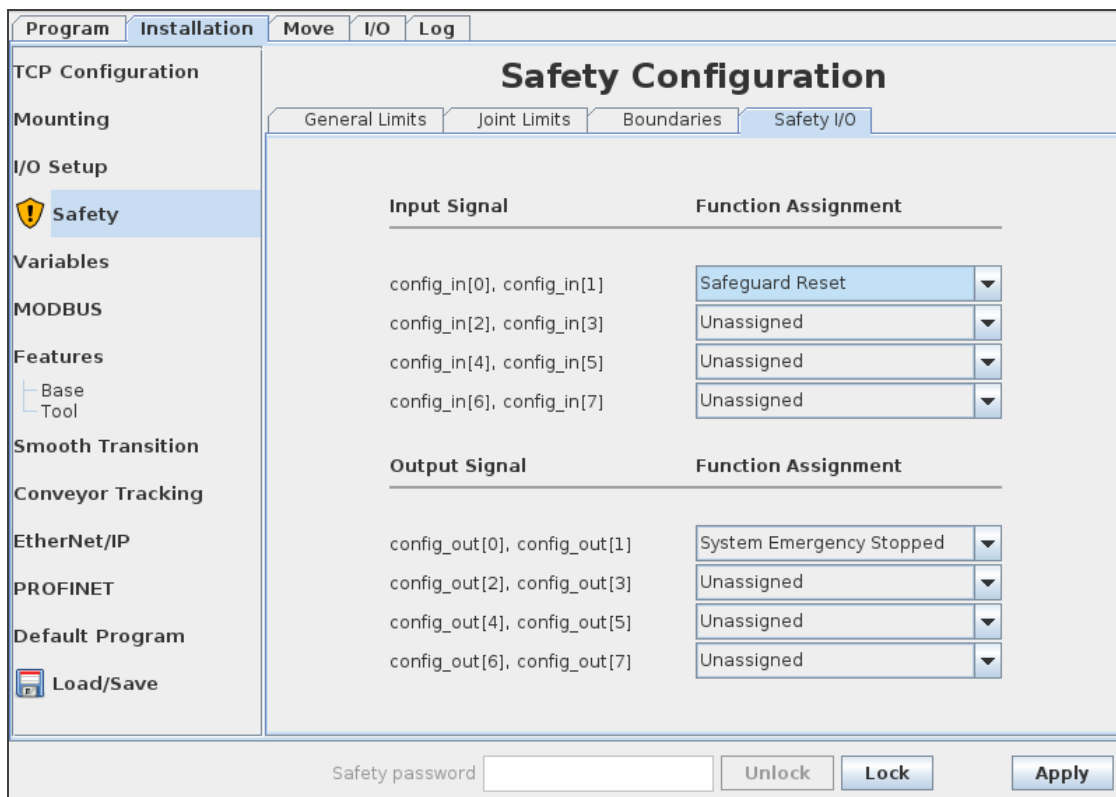 Program Installation Move I/O Log
TCP Configuration
Mounting
I/O Setup
Safety
Variables
MODBUS
Features
Base
Tool
Smooth Transition
Conveyor Tracking
EtherNet/IP
PROFINET
Default Program
Load/Save
Safety Configuration
General Limits Joint Limits Boundaries Safety I/O
Input Signal Function Assignment
config_in[0], config_in[1] Safeguard Reset
config_in[2], config_in[3] Unassigned
config_in[4], config_in[5] Unassigned
config_in[6], config_in[7] Unassigned
Output Signal Function Assignment
config_out[0], config_out[1] System Emergency Stopped
config_out[2], config_out[3] Unassigned
config_out[4], config_out[5] Unassigned
config_out[6], config_out[7] Unassigned
Safety password Unlock Lock Apply